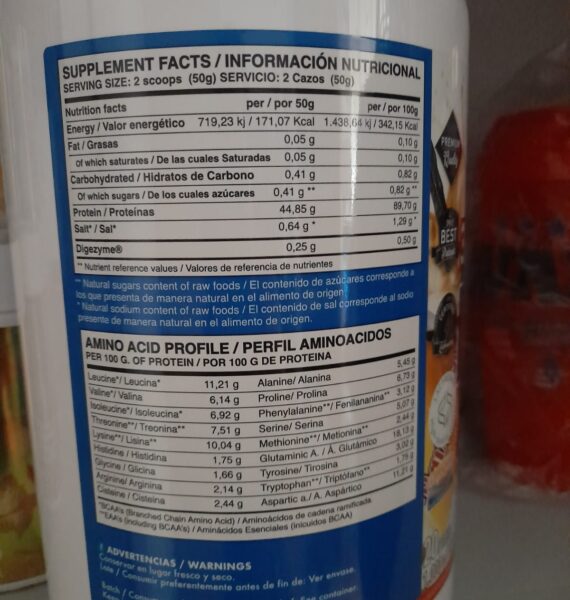 SUPPLEMENT FACTS / INFORMACIÓN NUTRICIONAL
SERVING SIZE: 2 scoops (50g) SERVICIO: 2 Cazos (50g)
Nutrition facts per / por 50g per / por 100g
Energy / Valor energético 719,23 kj / 171,07 Kcal 1.438,64 kj / 342,15 Kcal
Fat / Grasas 0,05 g 0,10 g
Of which saturates / De las cuales Saturadas 0,05 g 0,10 g
Carbohydrated / Hidratos de Carbono 0,41 g 0,82 g
Of which sugars / De los cuales azúcares 0,41 g ** 0,82 g **
Protein / Proteínas 44,85 g 89,70 g
Salt* / Sal* 0,64 g * 1,29 g *
Digezyme® 0,25 g 0,50 g
** Nutrient reference values / Valores de referencia de nutrientes
** Natural sugars content of raw foods / El contenido de azúcares corresponde a
los que presenta de manera natural en el alimento de origen
* Natural sodium content of raw foods / El contenido de sal corresponde al sodio
presente de manera natural en el alimento de origen.
AMINO ACID PROFILE / PERFIL AMINOACIDOS
PER 100 G. OF PROTEIN / POR 100 G DE PROTEINA
Leucine*/ Leucina* 11,21 g Alanine/ Alanina 5,45 g
Valine*/ Valina 6,14 g Proline/ Prolina 6,73 g
Isoleucine*/ Isoleucina* 6,92 g Phenylalanine**/ Fenilananina** 3,12 g
Threonine**/ Treonina** 7,51 g Serine/ Serina 5,07 g
Lysine**/ Lisina** 10,04 g Methionine**/ Metionina** 2,44 g
Histidine / Histidina 1,75 g Glutaminic A. / Á. Glutámico 18,13 g
Glycine / Glicina 1,66 g Tyrosine/ Tirosina 3,02 g
Arginine/ Arginina 2,14 g Tryptophan**/ Triptófano** 1,75 g
Cisteine / Cisteina 2,44 g Aspartic a./ A. Aspártico 11,21 g
*BCAA's (Branched Chain Amino Acid) / Aminoácidos de cadena ramificada.
**EAA's (Including BCAA's) / Aminácidos Esenciales (Inicuidos BCAA)
ADVERTENCIAS / WARNINGS
Conservar en lugar fresco y seco.
Lote / Consumir preferentemente antes de fin de: Ver envase.
PREMIUM
BEST